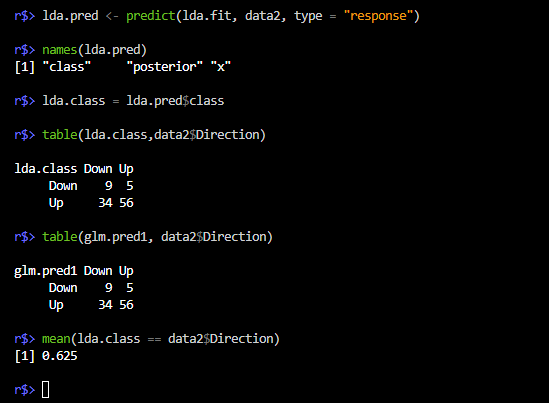 r$> lda.pred <- predict(lda.fit, data2, type = "response")
r$> names(lda.pred)
[1] "class"     "posterior" "x"
r$> lda.class = lda.pred$class
r$> table(lda.class,data2$Direction)
lda.class Down Up
     Down    9  5
     Up     34 56
r$> table(glm.pred1, data2$Direction)
glm.pred1 Down Up
     Down    9  5
     Up     34 56
r$> mean(lda.class == data2$Direction)
[1] 0.625
r$>